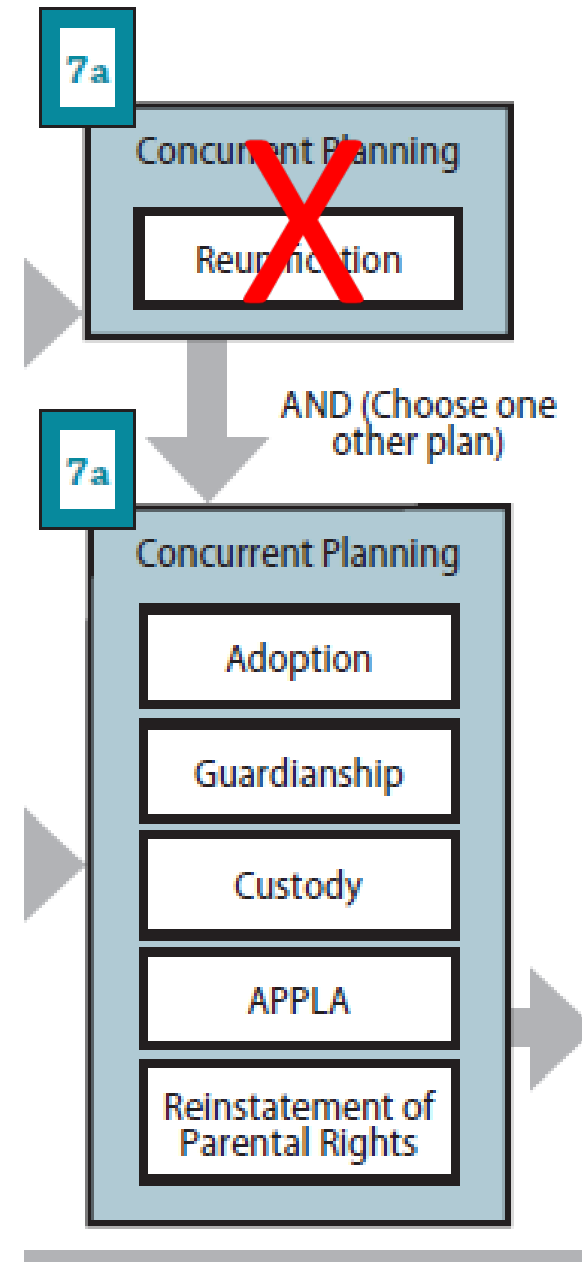 7a
Concurrent Planning
Reunification
AND (Choose one
other plan)
7a
Concurrent Planning
Adoption
Guardianship
Custody
APPLA
Reinstatement of
Parental Rights